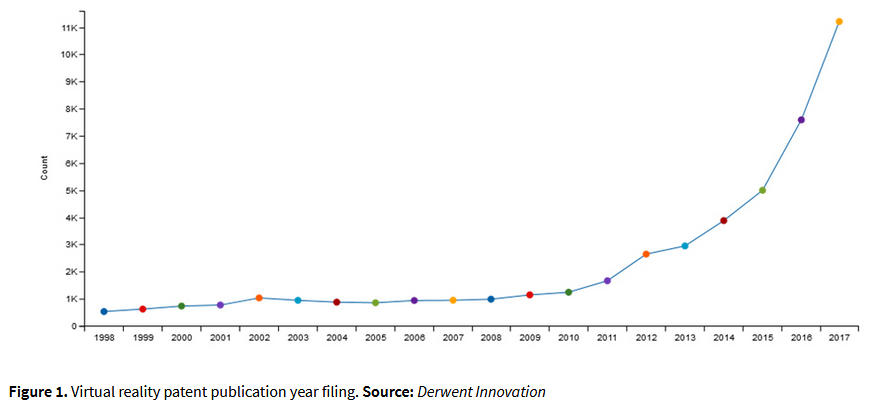 11K
10K
9K
8K
7K
6K
5K
4K
3K
2K
1K
0
Count
1998 1999 2000 2001 2002 2003 2004 2005 2006 2007 2008 2009 2010 2011 2012 2013 2014 2015 2016 2017
Figure 1. Virtual reality patent publication year filing. Source: Derwent Innovation